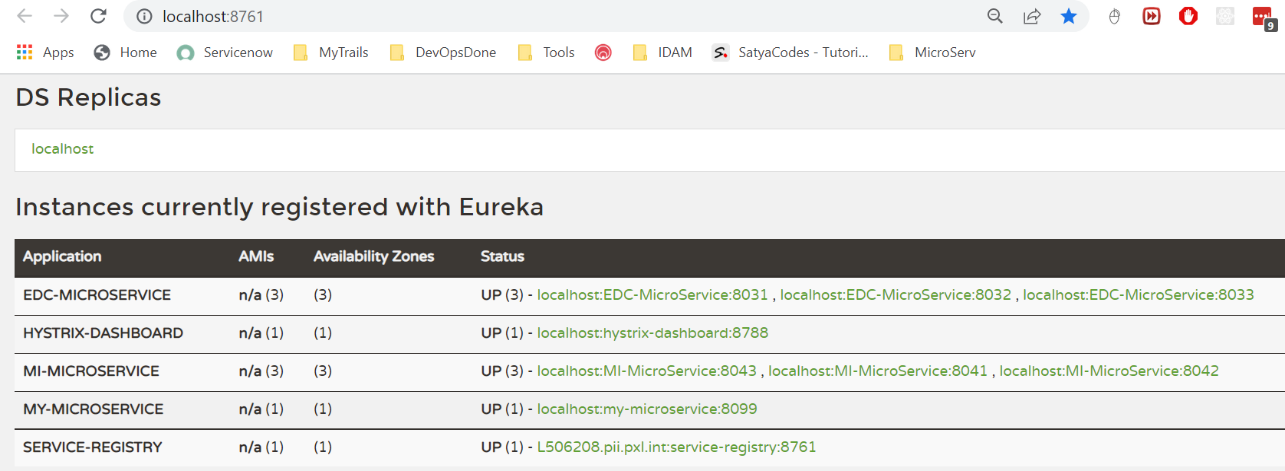 localhost:8761
9
Apps Home Servicenow MyTrails DevOpsDone Tools IDAM S. SatyaCodes - Tutori... MicroServ
DS Replicas
localhost
Instances currently registered with Eureka
Application AMIs Availability Zones Status
EDC-MICROSERVICE n/a (3) (3) UP (3) - localhost:EDC-MicroService:8031 , localhost:EDC-MicroService:8032 , localhost:EDC-MicroService:8033
HYSTRIX-DASHBOARD n/a (1) (1) UP (1) - localhost:hystrix-dashboard:8788
MI-MICROSERVICE n/a (3) (3) UP (3) - localhost:MI-MicroService:8043 , localhost:MI-MicroService:8041 , localhost:MI-MicroService:8042
MY-MICROSERVICE n/a (1) (1) UP (1) - localhost:my-microservice:8099
SERVICE-REGISTRY n/a (1) (1) UP (1) - L506208.pii.pxl.int:service-registry:8761